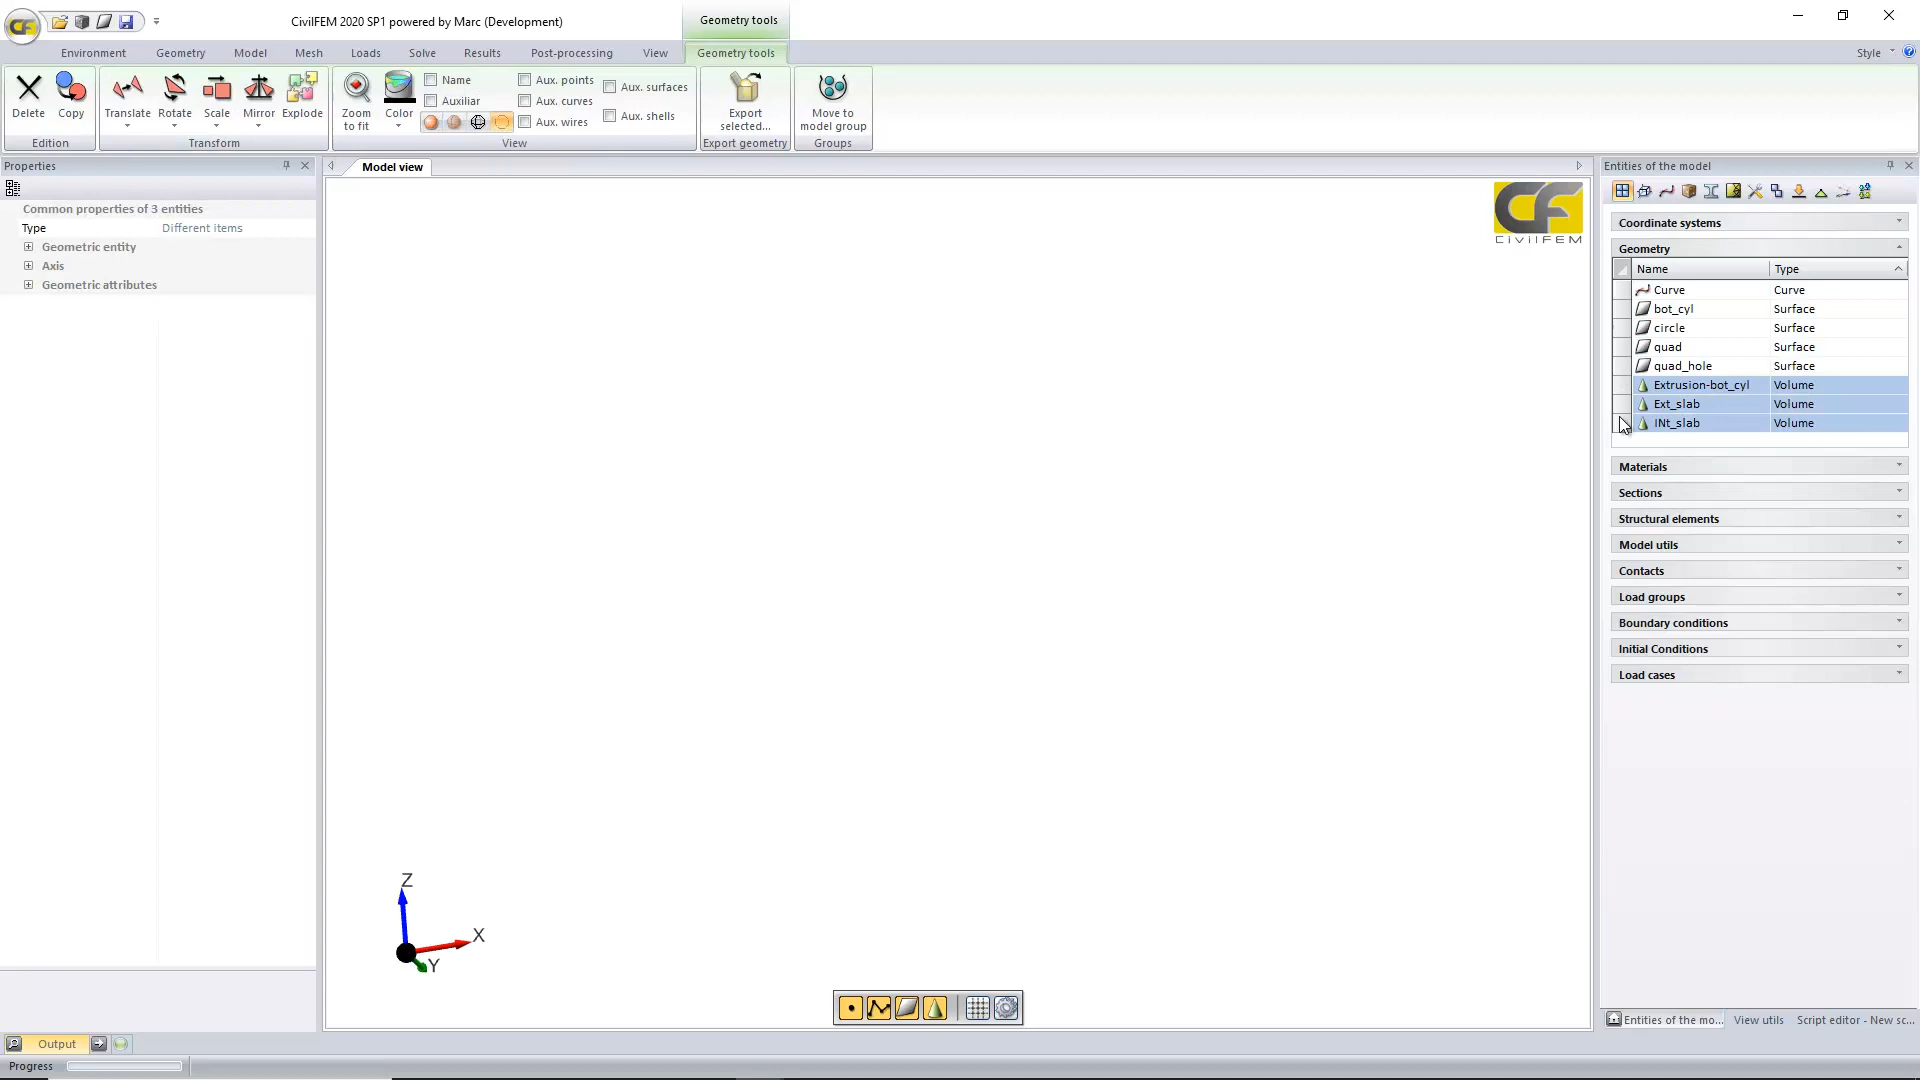 CivilFEM 2020 SP1 powered by Marc (Development)
Geometry tools
Environment
Geometry
Model
Mesh
Loads
Solve
Results
Post-processing
View
Geometry tools
Style
Delete
Copy
Edition
Translate
Rotate
Scale
Mirror
Explode
Transform
Zoom
to fit
Color
Name
Auxiliar
Aux. points
Aux. curves
Aux. wires
Aux. surfaces
Aux. shells
View
Export
selected...
Export geometry
Move to
model group
Groups
Properties
Common properties of 3 entities
Type Different items
Geometric entity
Axis
Geometric attributes
Model view
CF
CIVILFEM
Z
X
Y
Entities of the model
Coordinate systems
Geometry
Name Type
Curve Curve
bot_cyl Surface
circle Surface
quad Surface
quad_hole Surface
Extrusion-bot_cyl Volume
Ext_slab Volume
INt_slab Volume
Materials
Sections
Structural elements
Model utils
Contacts
Load groups
Boundary conditions
Initial Conditions
Load cases
Entities of the mo...
View utils
Script editor - New sc...
Output
Progress